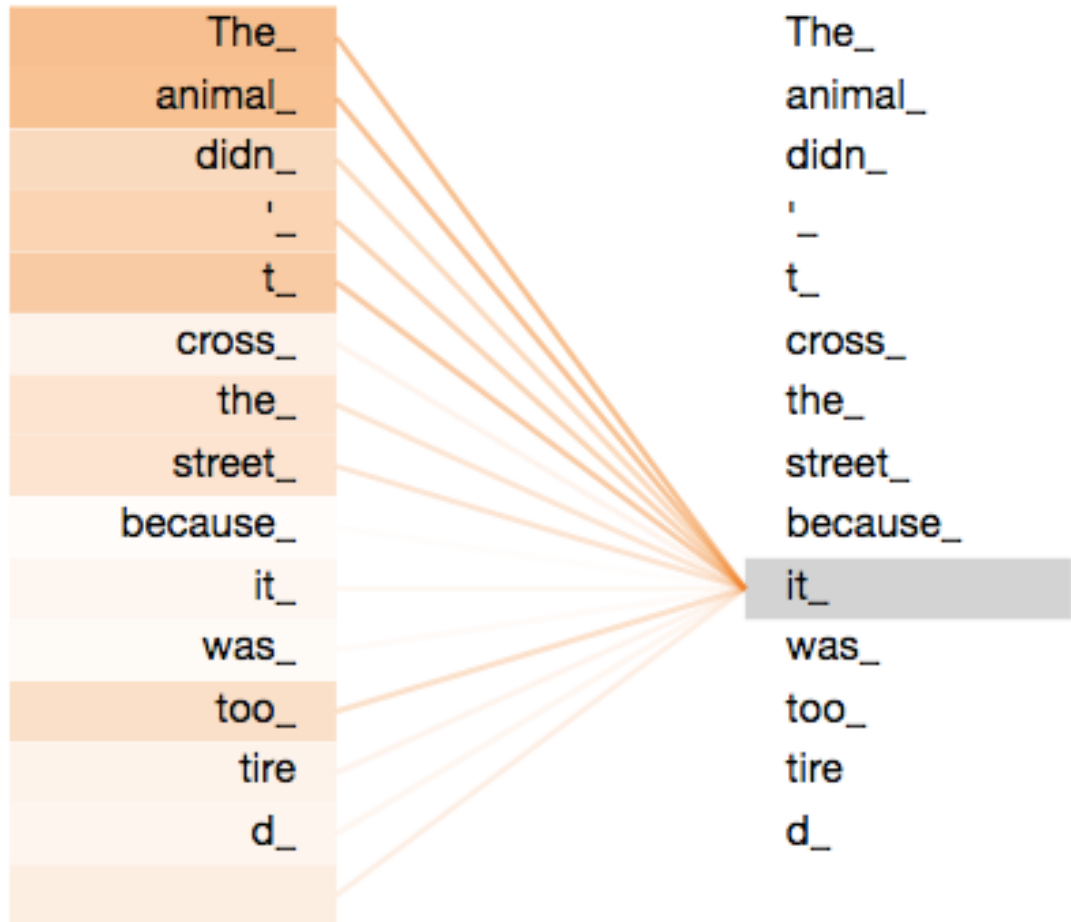 The_ The_
animal_ animal_
didn_ didn_
'_ '_
t_ t_
cross_ cross_
the_ the_
street_ street_
because_ because_
it_ it_
was_ was_
too_ too_
tire tire
d_ d_